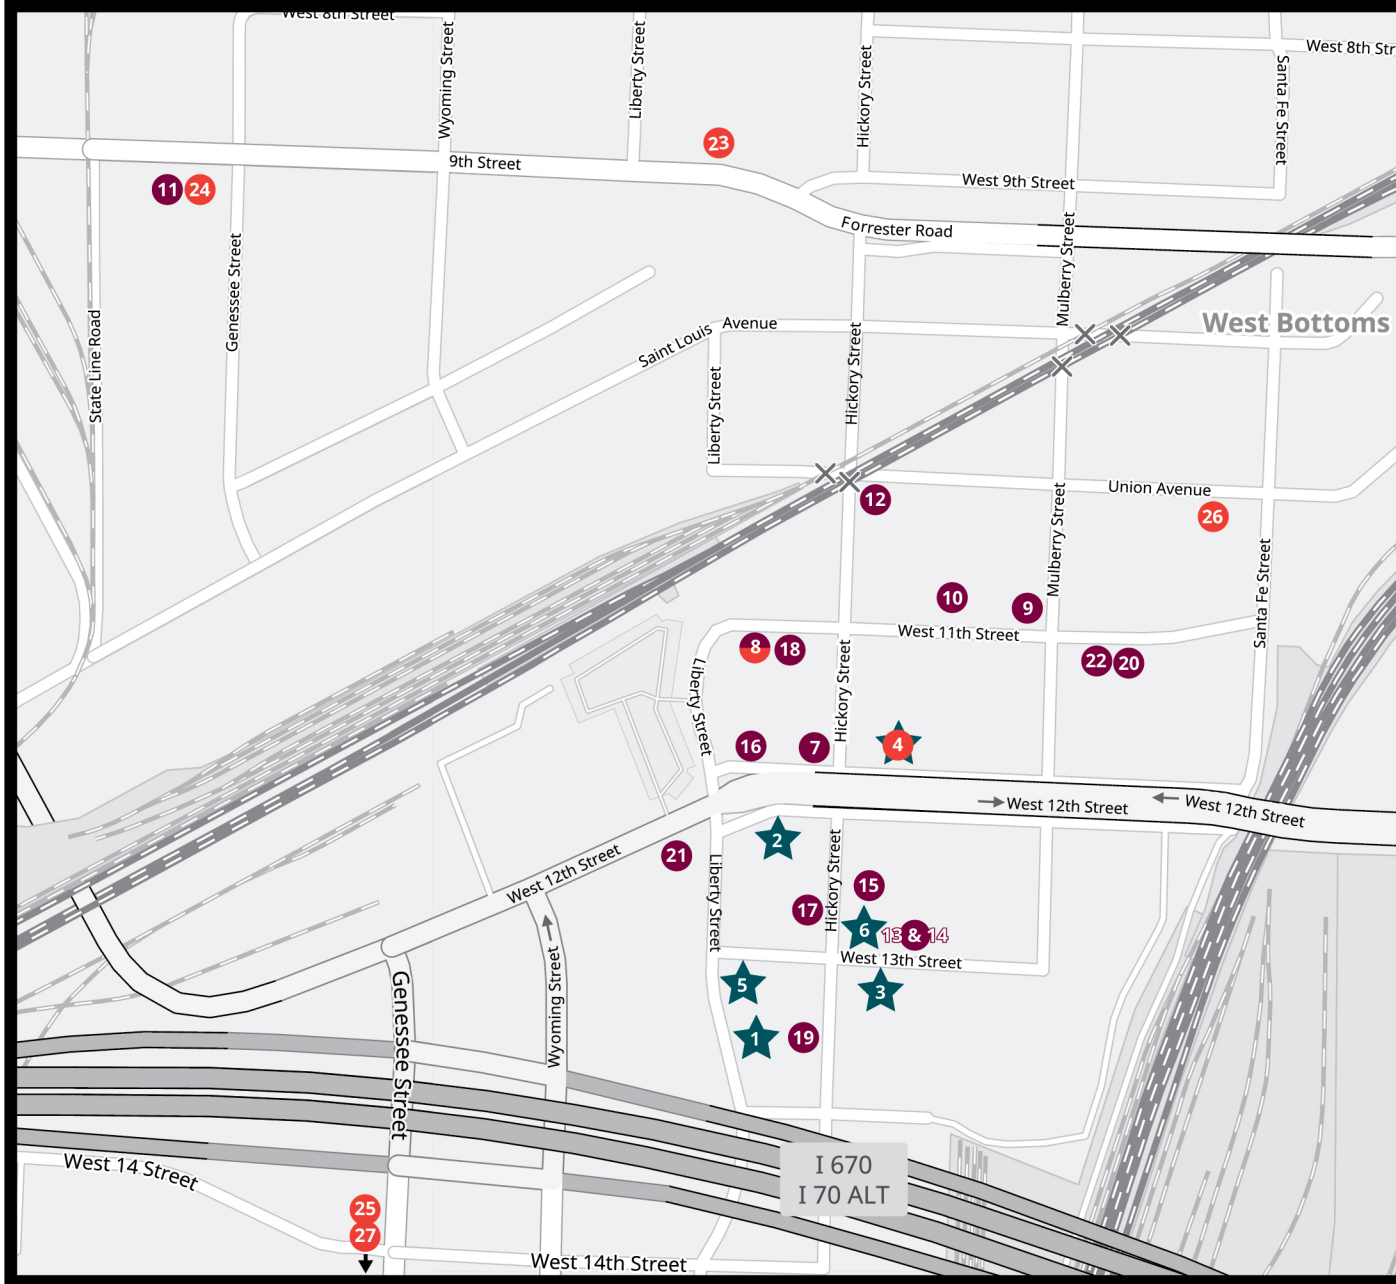 West 8th Street
West 8th Str
Wyoming Street
Liberty Street
Hickory Street
Santa Fe Street
23
9th Street
11
24
West 9th Street
Forrester Road
Mulberry Street
Genessee Street
State Line Road
Saint Louis Avenue
West Bottoms
Hickory Street
Liberty Street
Union Avenue
12
26
Mulberry Street
Santa Fe Street
10
9
West 11th Street
8
18
22
20
Liberty Street
Hickory Street
16
7
4
West 12th Street
West 12th Street
2
21
West 12th Street
Liberty Street
Hickory Street
15
17
6
13 & 14
West 13th Street
5
3
Genessee Street
Wyoming Street
1
19
West 14 Street
I 670
I 70 ALT
25
27
West 14th Street